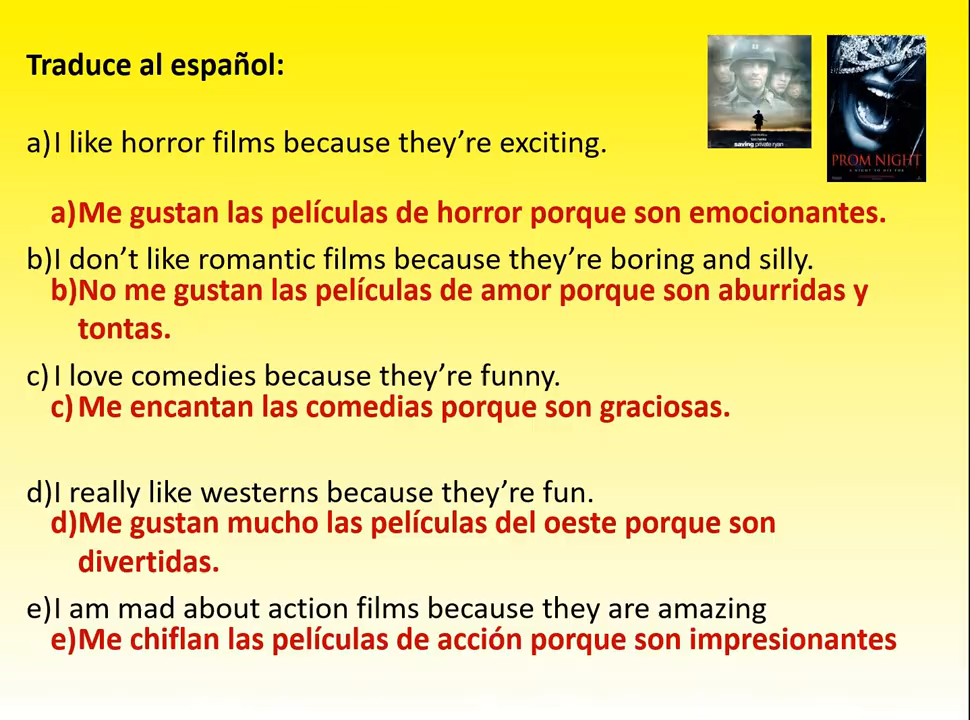 Traduce al español:
saving private ryan
PROM NIGHT
A NIGHT TO DIE FOR
a) I like horror films because they're exciting.
a) Me gustan las películas de horror porque son emocionantes.
b) I don't like romantic films because they're boring and silly.
b) No me gustan las películas de amor porque son aburridas y
tontas.
c) I love comedies because they're funny.
c) Me encantan las comedias porque son graciosas.
d) I really like westerns because they're fun.
d) Me gustan mucho las películas del oeste porque son
divertidas.
e) I am mad about action films because they are amazing
e) Me chiflan las películas de acción porque son impresionantes